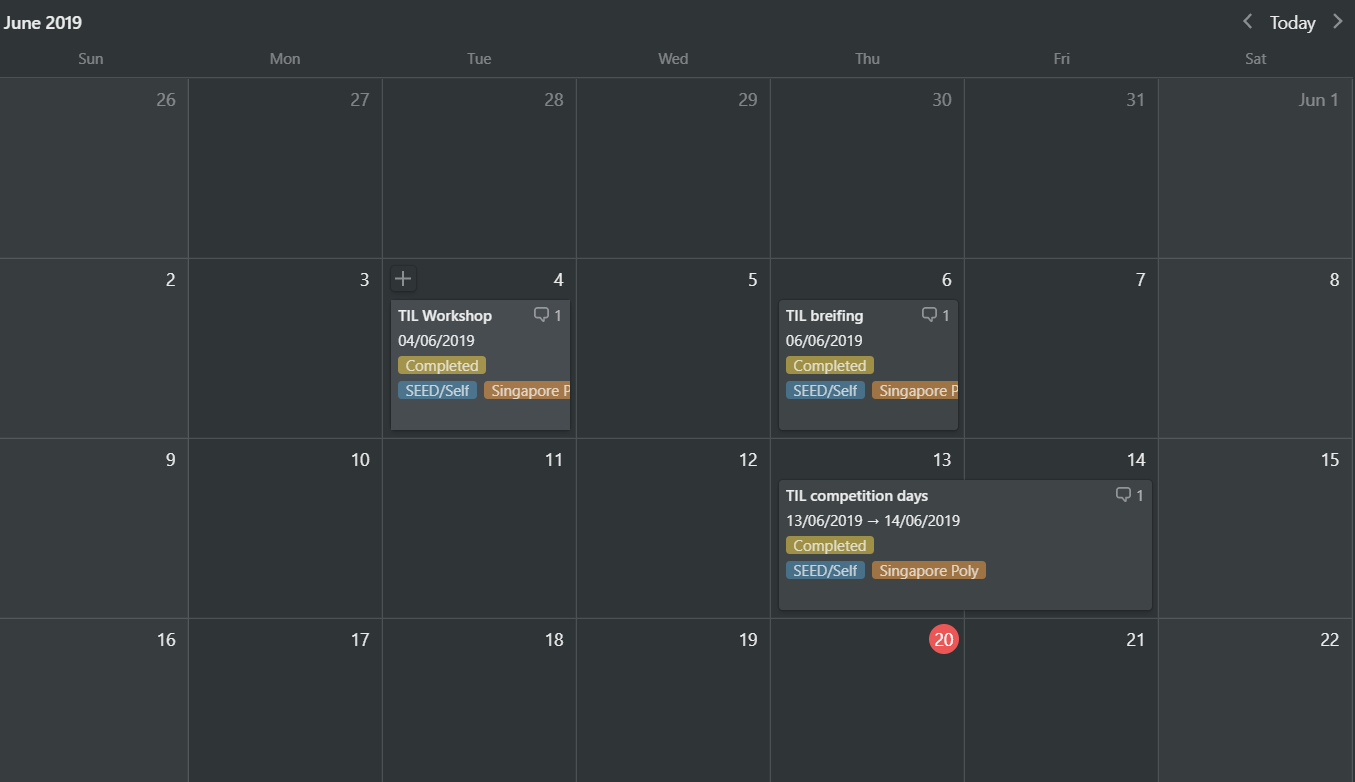 June 2019
Today
Sun Mon Tue Wed Thu Fri Sat
26 27 28 29 30 31 Jun 1
2 3 4 5 6 7 8
TIL Workshop 1
04/06/2019
Completed
SEED/Self Singapore P
TIL breifing 1
06/06/2019
Completed
SEED/Self Singapore P
9 10 11 12 13 14 15
TIL competition days 1
13/06/2019 → 14/06/2019
Completed
SEED/Self Singapore Poly
16 17 18 19 20 21 22